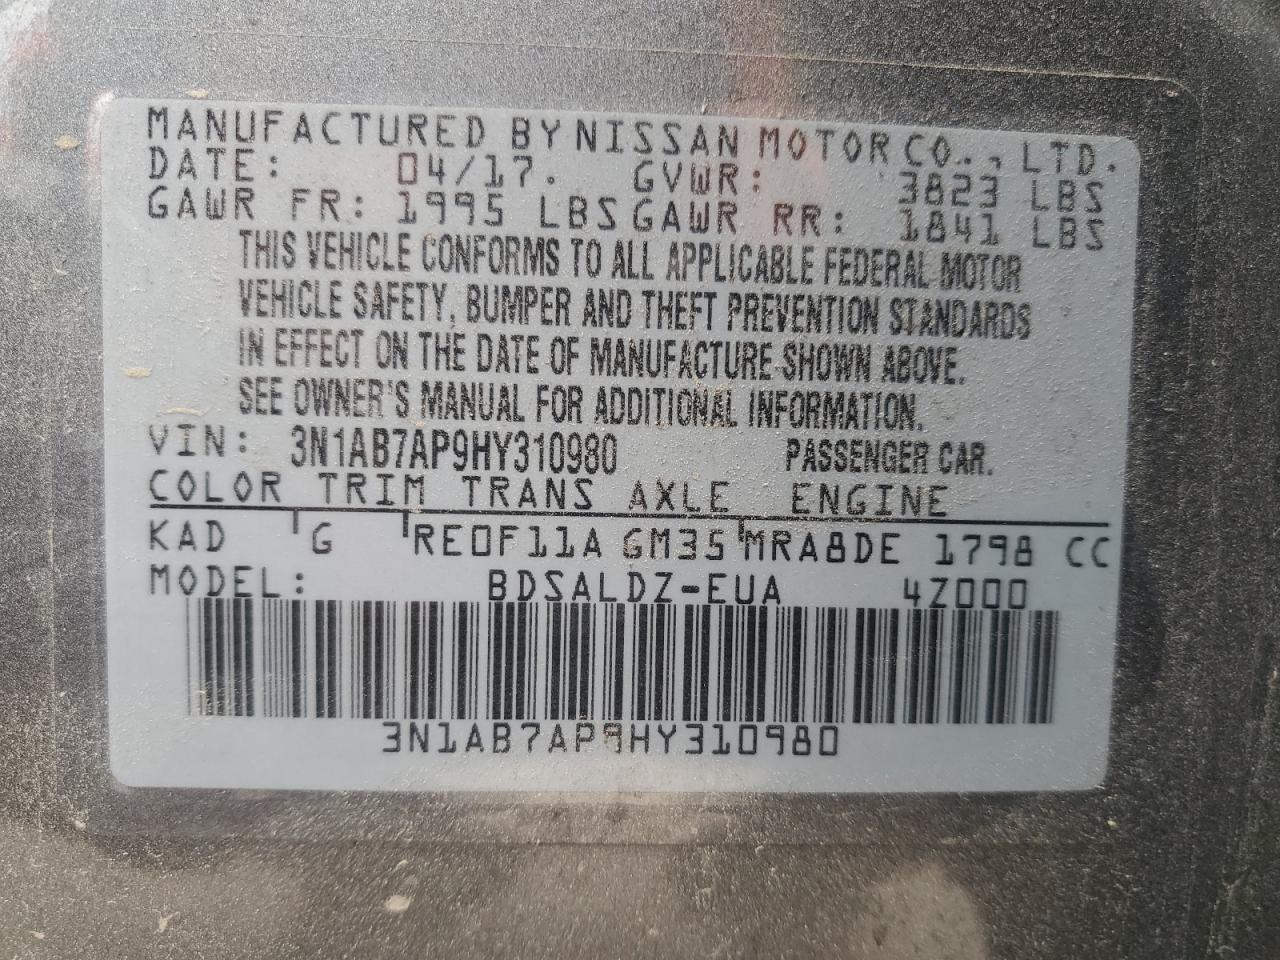 MANUFACTURED BY NISSAN MOTOR CO., LTD.
DATE: 04/17. GVWR: 3823 LBS
GAWR FR: 1995 LBS GAWR RR: 1841 LBS
THIS VEHICLE CONFORMS TO ALL APPLICABLE FEDERAL MOTOR
VEHICLE SAFETY, BUMPER AND THEFT PREVENTION STANDARDS
IN EFFECT ON THE DATE OF MANUFACTURE SHOWN ABOVE.
SEE OWNER'S MANUAL FOR ADDITIONAL INFORMATION.
VIN: 3N1AB7AP9HY310980 PASSENGER CAR.
COLOR TRIM TRANS AXLE ENGINE
KAD G RE0F11A GM35 MRA8DE 1798 CC
MODEL: BDSALDZ-EUA 4Z000
3N1AB7AP9HY310980